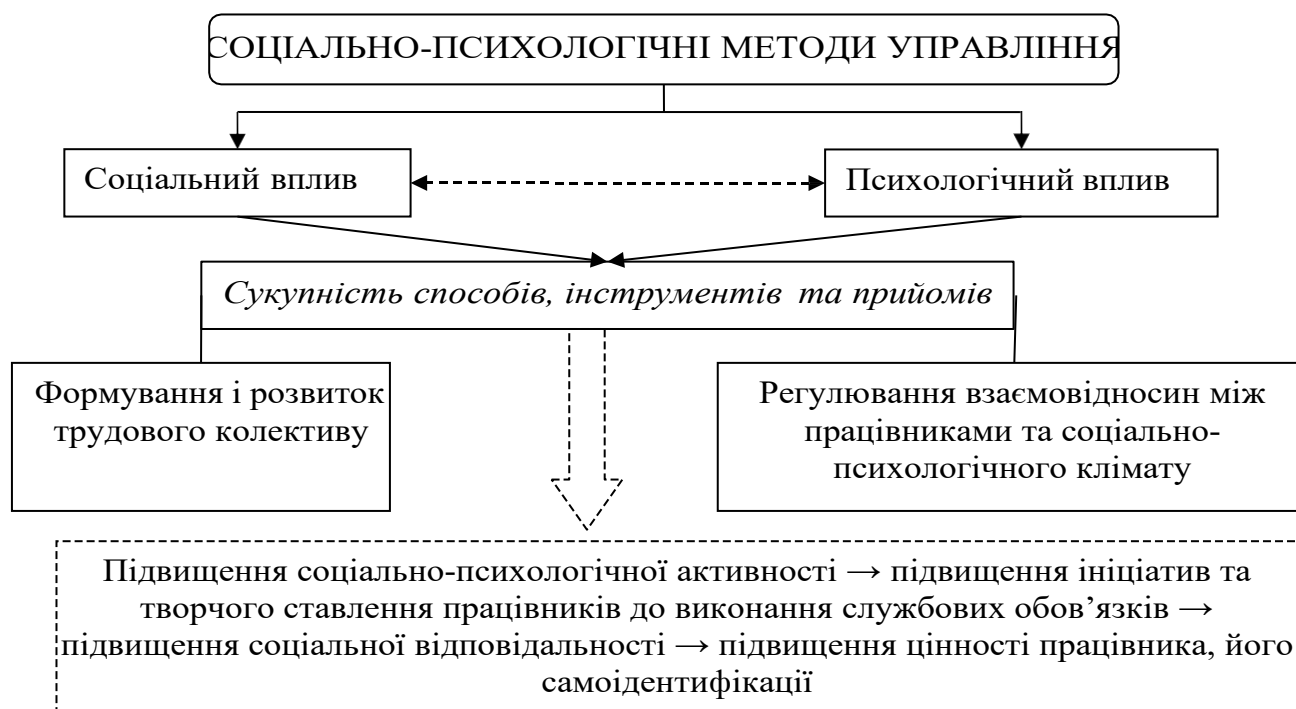 СОЦІАЛЬНО-ПСИХОЛОГІЧНІ МЕТОДИ УПРАВЛІННЯ
Соціальний вплив
Психологічний вплив
Сукупність способів, інструментів та прийомів
Формування і розвиток
трудового колективу
Регулювання взаємовідносин між
працівниками та соціально-
психологічного клімату
Підвищення соціально-психологічної активності → підвищення ініціатив та
творчого ставлення працівників до виконання службових обов’язків →
підвищення соціальної відповідальності → підвищення цінності працівника, його
самоідентифікації